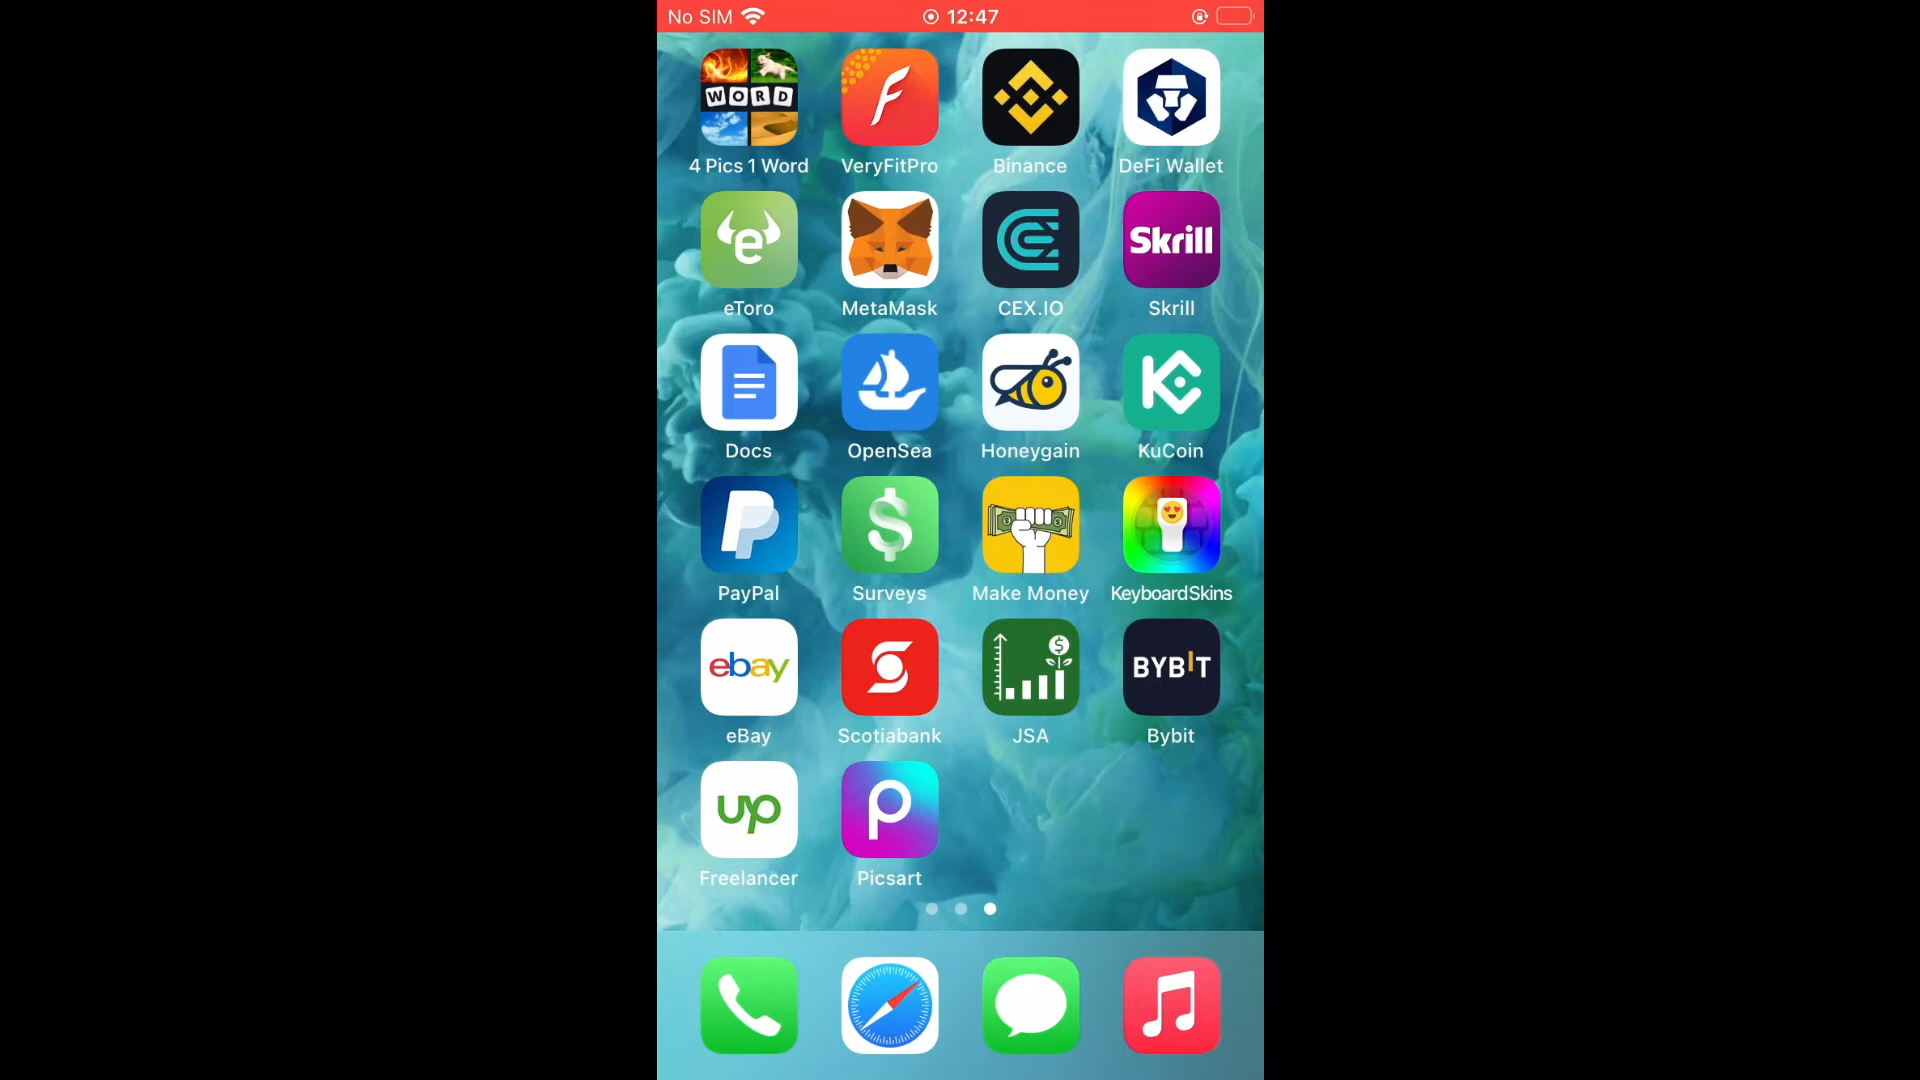 No SIM 12:47
WORD
4 Pics 1 Word VeryFitPro Binance DeFi Wallet
e Skrill
eToro MetaMask CEX.IO Skrill
Docs OpenSea Honeygain KuCoin
PayPal Surveys Make Money KeyboardSkins
ebay BYBIT
eBay Scotiabank JSA Bybit
up
Freelancer Picsart